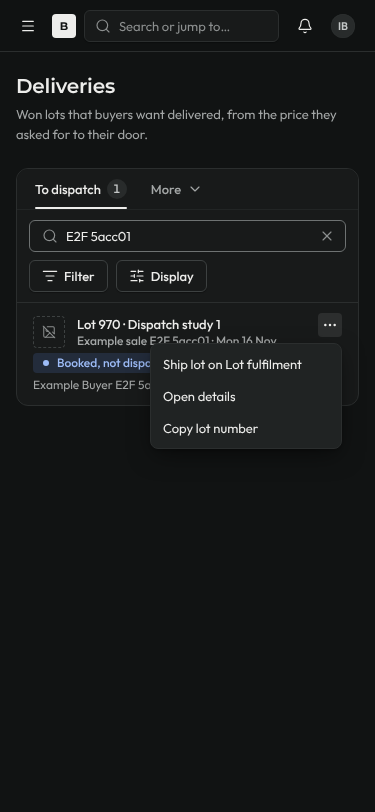 B
Search or jump to...
IB
Deliveries
Won lots that buyers want delivered, from the price they
asked for to their door.
To dispatch 1
More
E2F 5acc01
Filter
Display
Lot 970 · Dispatch study 1
Example sale E2F 5acc01 · Mon 16 Nov
Booked, not dispa
Example Buyer E2F 5a
Ship lot on Lot fulfilment
Open details
Copy lot number